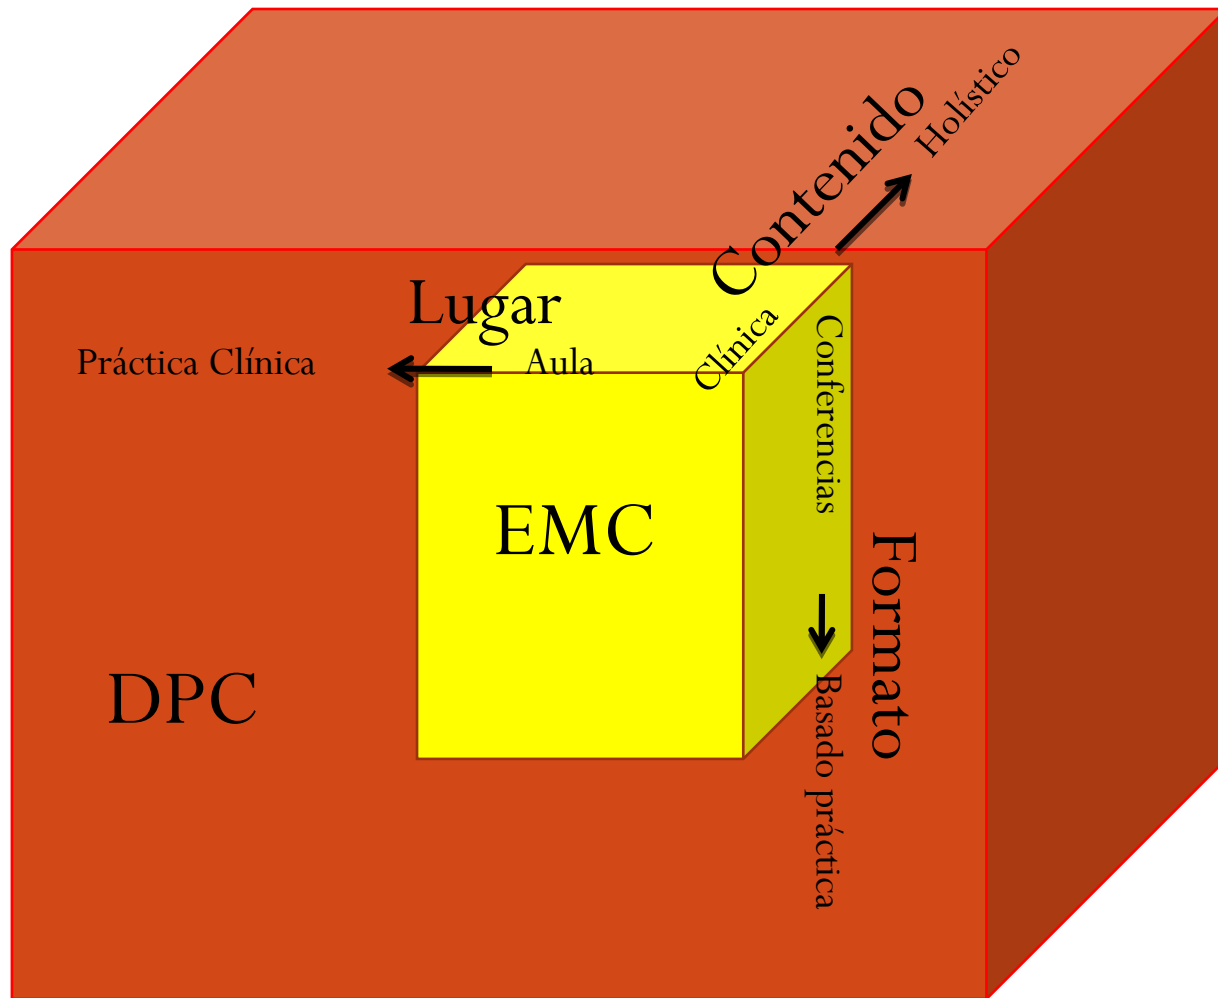 Contenido
Holístico
Lugar
Práctica Clínica
Aula
Clínica
Conferencias
EMC
Formato
DPC
Basado práctica